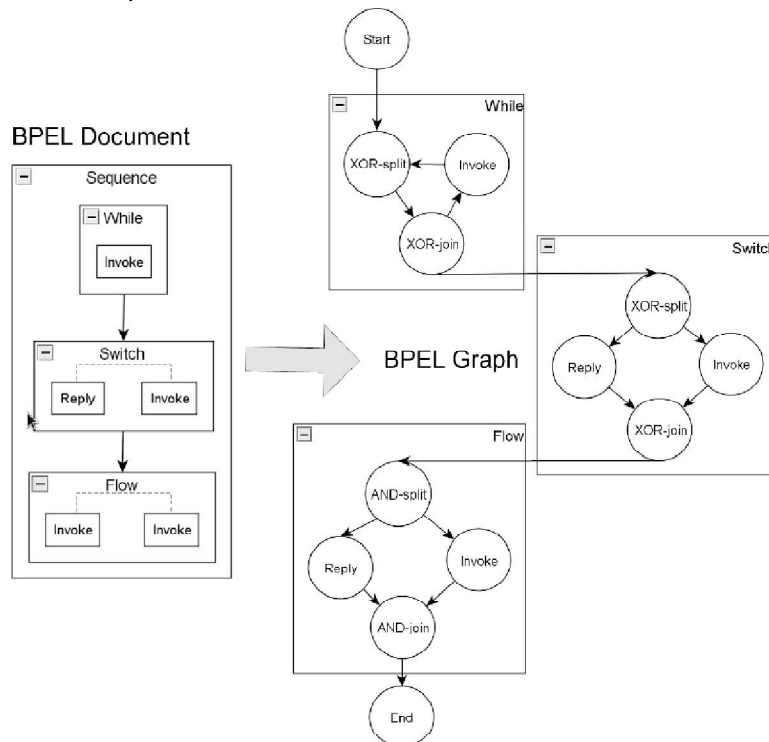 Start
While
XOR-split
Invoke
XOR-join
BPEL Document
Sequence
While
Invoke
Switch
Reply
Invoke
Flow
Invoke
Invoke
BPEL Graph
Switch
XOR-split
Reply
Invoke
XOR-join
Flow
AND-split
Reply
Invoke
AND-join
End